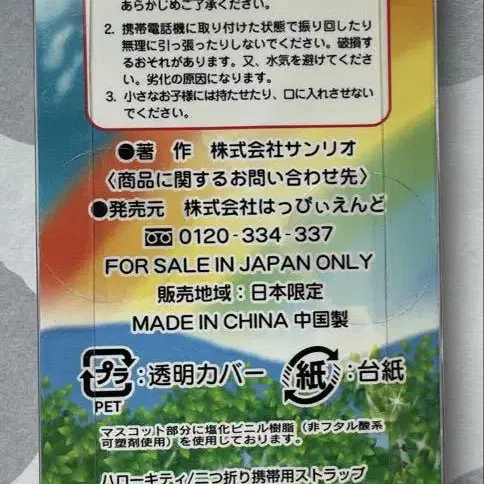 あらかじめご了承ください。
2. 携帯電話機に取り付けた状態で振り回したり
無理に引っ張ったりしないでください。破損す
るおそれがあります。又、水気を避けてくださ
い。劣化の原因になります。
3. 小さなお子様には持たせたり、口に入れさせない
でください。
●著 作 株式会社サンリオ
〈商品に関するお問い合わせ先〉
●発売元 株式会社はっぴぃえんど
0120-334-337
FOR SALE IN JAPAN ONLY
販売地域：日本限定
MADE IN CHINA 中国製
プラ:透明カバー 紙:台紙
PET
マスコット部分に塩化ビニル樹脂（非フタル酸系
可塑剤使用）を使用しております。
ハローキティ/二つ折り携帯用ストラップ